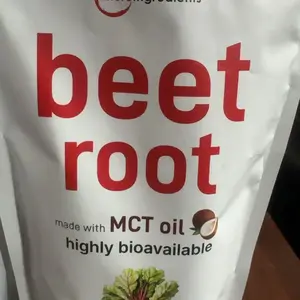 beet
root
made with MCT oil
highly bioavailable